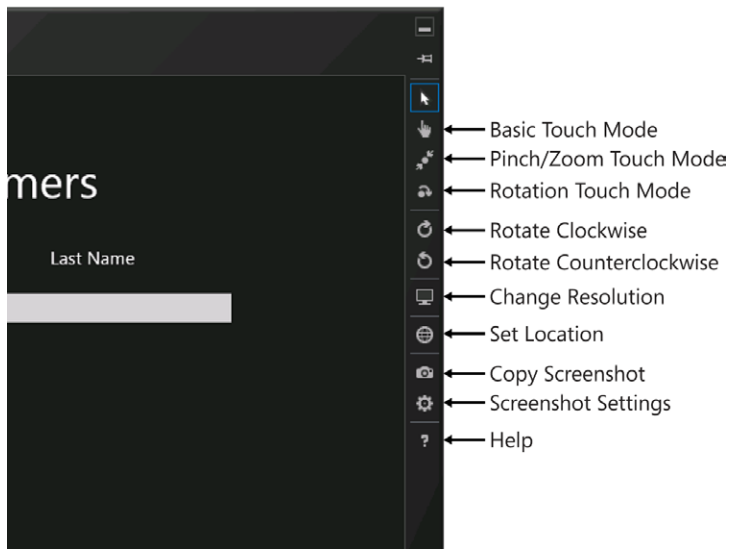 mers
Last Name
Basic Touch Mode
Pinch/Zoom Touch Mode
Rotation Touch Mode
Rotate Clockwise
Rotate Counterclockwise
Change Resolution
Set Location
Copy Screenshot
Screenshot Settings
?
Help